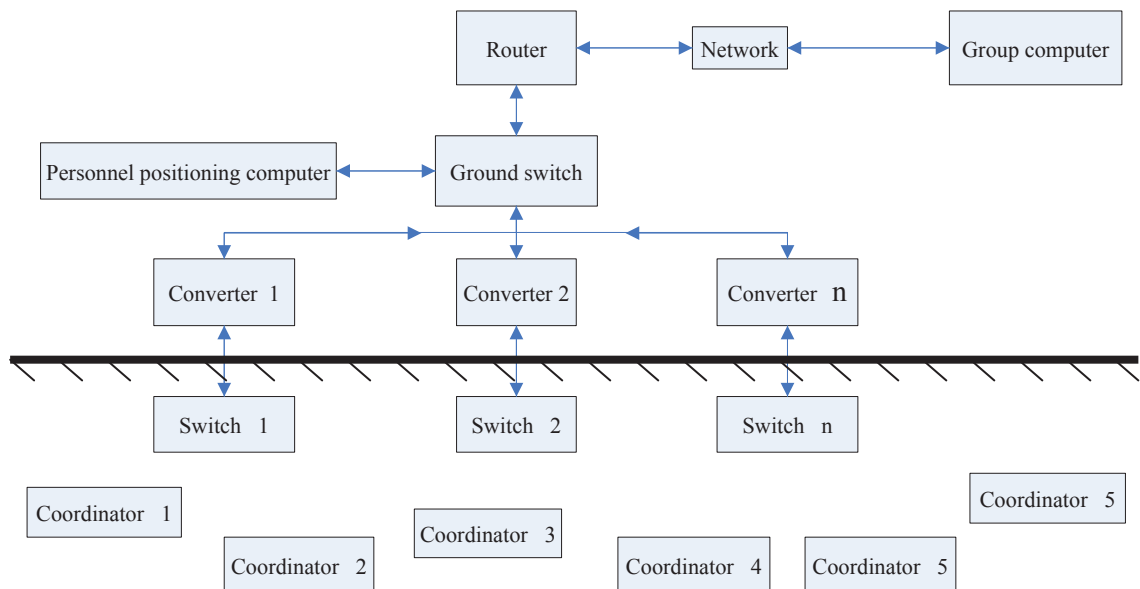 Router
Network
Group computer
Personnel positioning computer
Ground switch
Converter 1
Converter 2
Converter n
Switch 1
Switch 2
Switch n
Coordinator 1
Coordinator 2
Coordinator 3
Coordinator 4
Coordinator 5
Coordinator 5